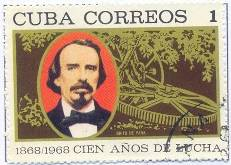 CUBA CORREOS 1
1868/1968 CIEN AÑOS DE LUCHA